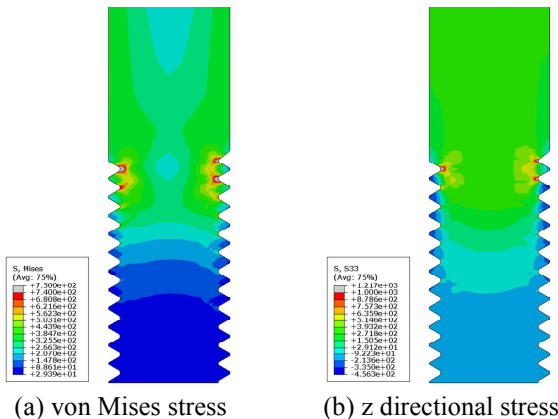 S, Mises
(Avg: 75%)
+7.500e+02
+7.400e+02
+6.808e+02
+6.216e+02
+5.623e+02
+5.031e+02
+4.439e+02
+3.847e+02
+3.255e+02
+2.663e+02
+2.070e+02
+1.478e+02
+8.861e+01
+2.939e+01
S, S33
(Avg: 75%)
+1.217e+03
+1.000e+03
+8.786e+02
+7.573e+02
+6.359e+02
+5.146e+02
+3.932e+02
+2.718e+02
+1.505e+02
+2.912e+01
-9.223e+01
-2.136e+02
-3.350e+02
-4.563e+02
(a) von Mises stress
(b) z directional stress